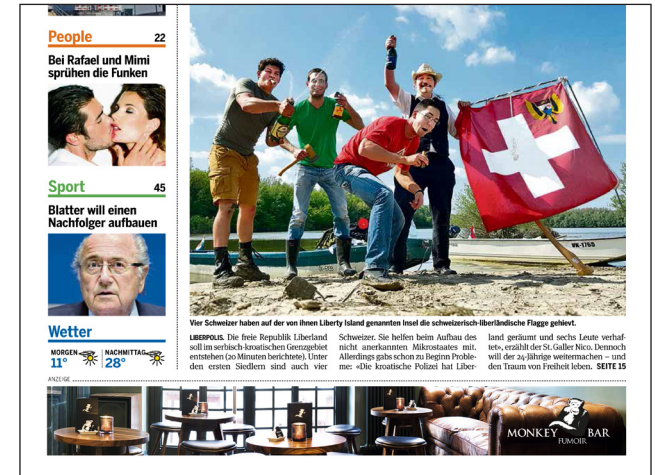 People 22
Bei Rafael und Mimi
sprühen die Funken
Sport 45
Blatter will einen
Nachfolger aufbauen
Wetter
MORGEN
11°
NACHMITTAG
28°
VK-1765
Vier Schweizer haben auf der von ihnen Liberty Island genannten Insel die schweizerisch-liberländische Flagge gehievt.
LIBERPOLIS. Die freie Republik Liberland
soll im serbisch-kroatischen Grenzgebiet
entstehen (20 Minuten berichtete). Unter
den ersten Siedlern sind auch vier
Schweizer. Sie helfen beim Aufbau des
nicht anerkannten Mikrostaates mit.
Allerdings gabs schon zu Beginn Proble-
me: «Die kroatische Polizei hat Liber-
land geräumt und sechs Leute verhaf-
tet», erzählt der St. Galler Nico. Dennoch
will der 24-Jährige weitermachen – und
den Traum von Freiheit leben. SEITE 15
ANZEIGE
MONKEY BAR
FUMOIR